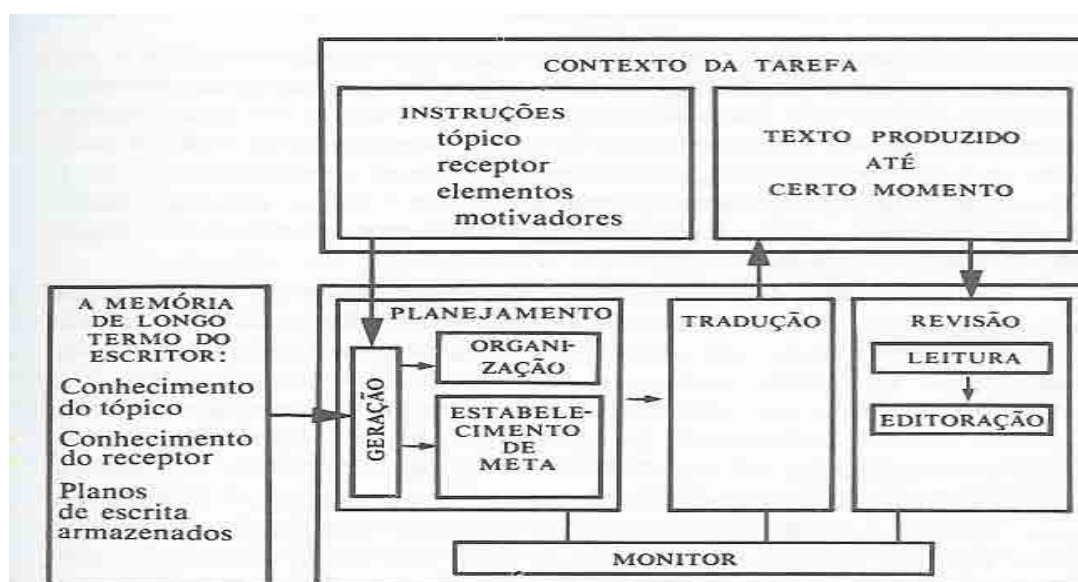 CONTEXTO DA TAREFA
INSTRUÇÕES
tópico
receptor
elementos
motivadores
TEXTO PRODUZIDO
ATÉ
CERTO MOMENTO
A MEMÓRIA
DE LONGO
TERMO DO
ESCRITOR:
Conhecimento
do tópico
Conhecimento
do receptor
Planos
de escrita
armazenados
PLANEJAMENTO
GERAÇÃO
ORGANI-
ZAÇÃO
ESTABELE-
CIMENTO
DE
META
TRADUÇÃO
REVISÃO
LEITURA
EDITORAÇÃO
MONITOR